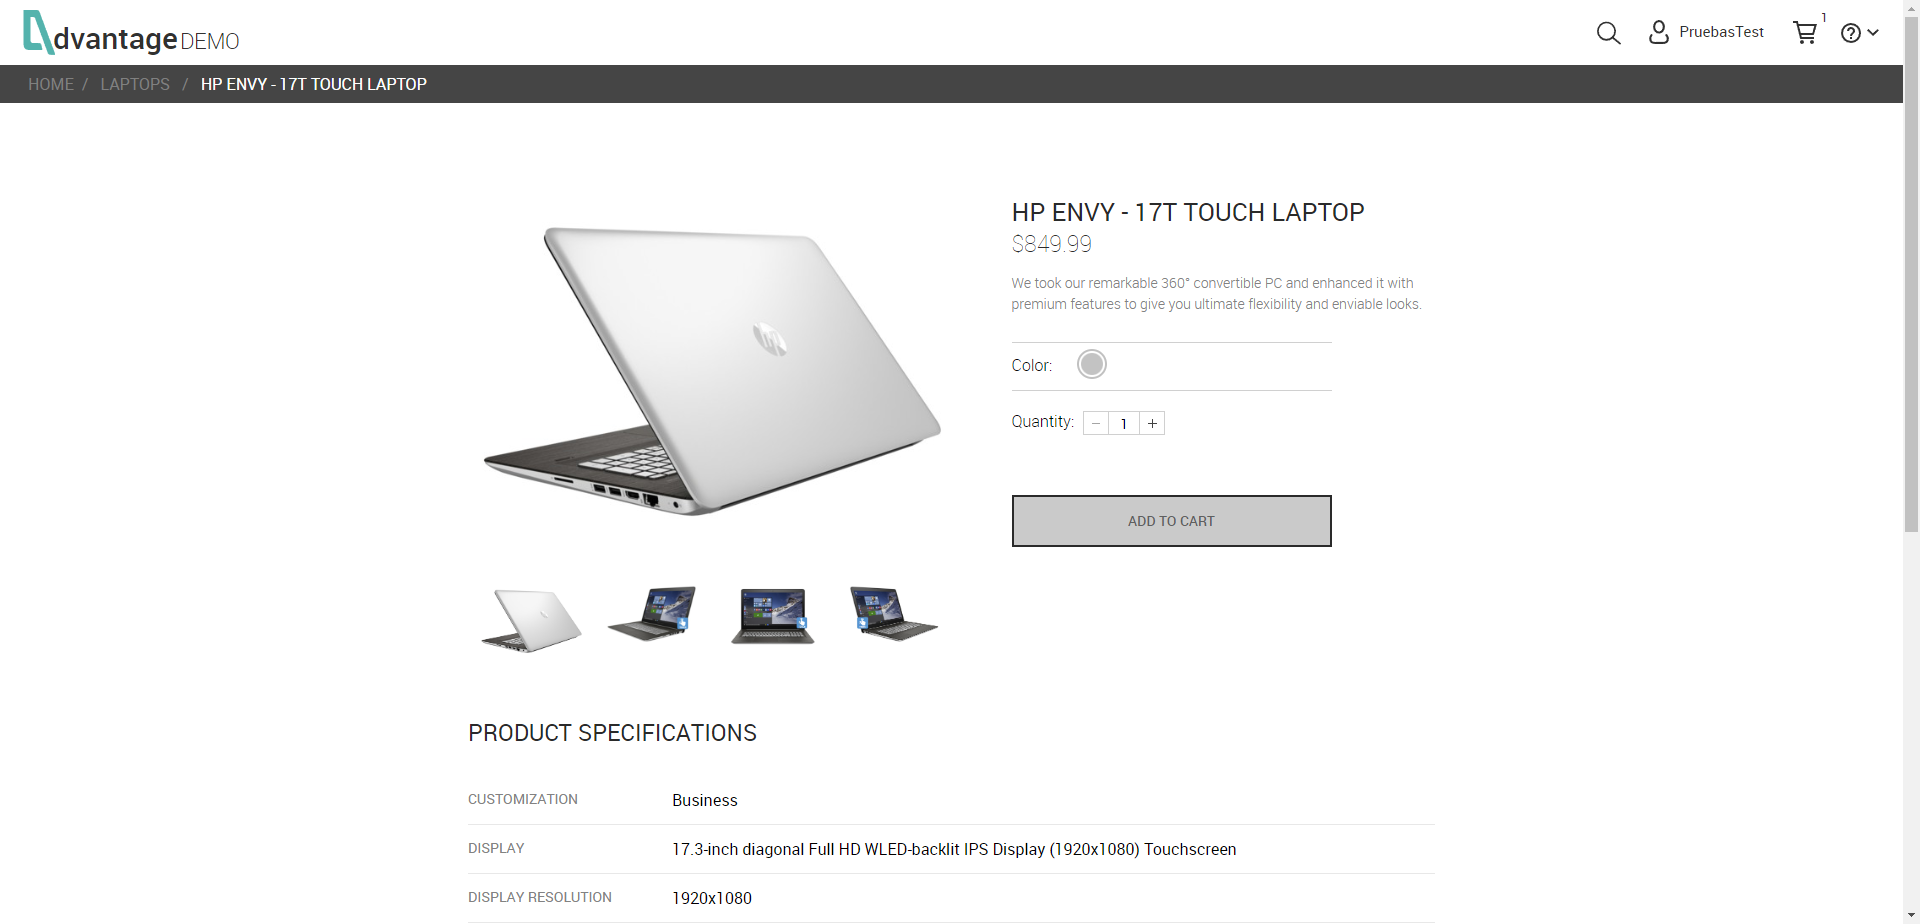 dvantage DEMO
PruebasTest
1
HOME / LAPTOPS / HP ENVY - 17T TOUCH LAPTOP
HP ENVY - 17T TOUCH LAPTOP
$849.99
We took our remarkable 360° convertible PC and enhanced it with
premium features to give you ultimate flexibility and enviable looks.
Color:
Quantity: − 1 +
ADD TO CART
hp
PRODUCT SPECIFICATIONS
CUSTOMIZATION Business
DISPLAY 17.3-inch diagonal Full HD WLED-backlit IPS Display (1920x1080) Touchscreen
DISPLAY RESOLUTION 1920x1080